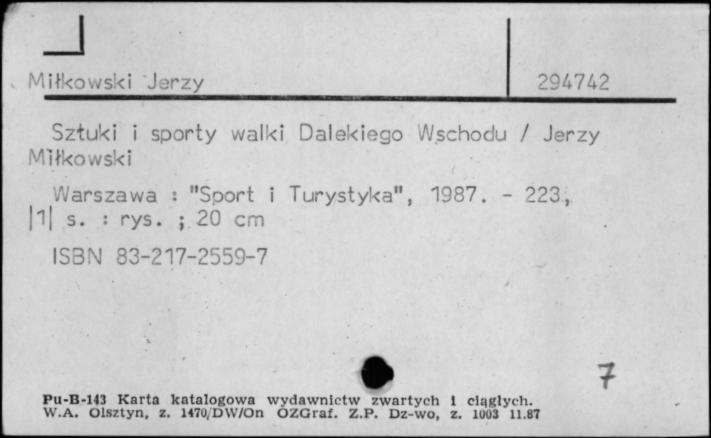 Miłkowski Jerzy
294742
Sztuki i sporty walki Dalekiego Wschodu / Jerzy
Miłkowski
Warszawa : "Sport i Turystyka", 1987. - 223,
|1| s. : rys. ; 20 cm
ISBN 83-217-2559-7
7
Pu-B-143 Karta katalogowa wydawnictw zwartych i ciągłych.
W.A. Olsztyn, z. 1470/DW/On OZGraf. Z.P. Dz-wo, z. 1003 11.87